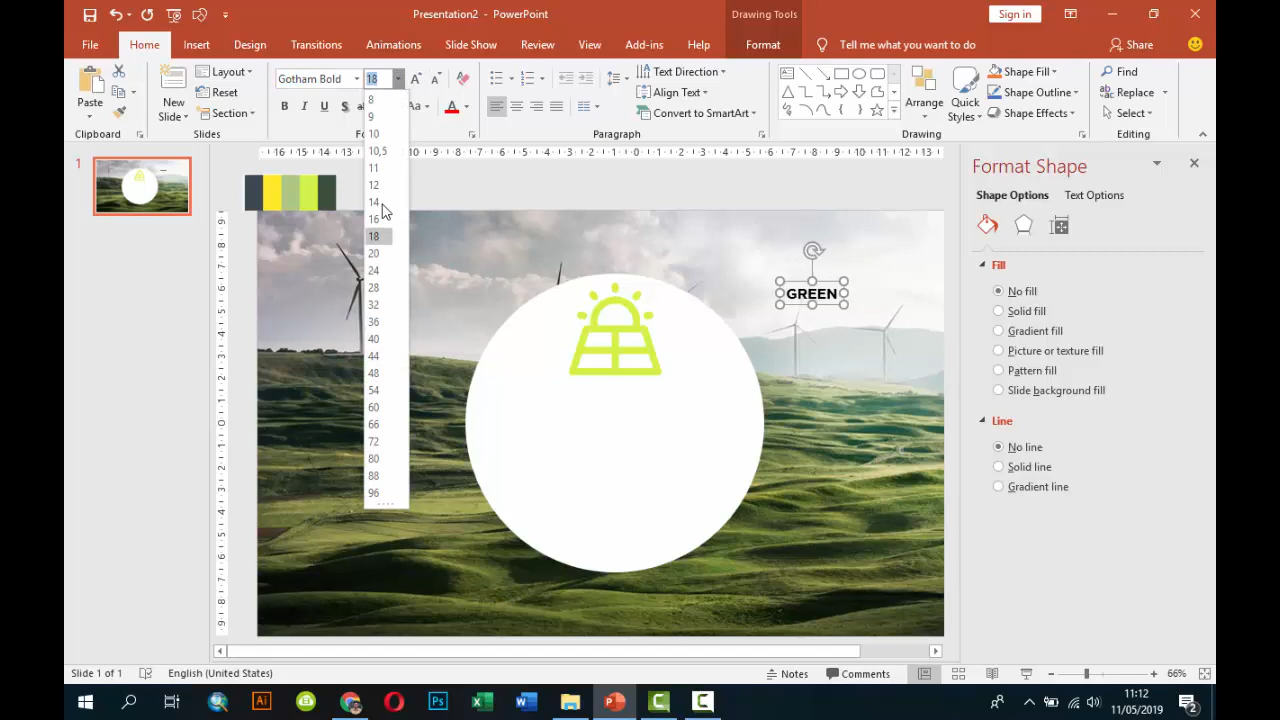 Presentation2 - PowerPoint
Drawing Tools
Sign in
File
Home
Insert
Design
Transitions
Animations
Slide Show
Review
View
Add-ins
Help
Format
Tell me what you want to do
Share
Paste
Clipboard
New
Slide
Layout
Reset
Section
Slides
Gotham Bold
18
B
I
U
S
Aa
A
Fo
Text Direction
Align Text
Convert to SmartArt
Paragraph
Arrange
Quick
Styles
Shape Fill
Shape Outline
Shape Effects
Drawing
Find
Replace
Select
Editing
8
9
10
10,5
11
12
14
16
18
20
24
28
32
36
40
44
48
54
60
66
72
80
88
96
1
GREEN
Format Shape
Shape Options
Text Options
Fill
No fill
Solid fill
Gradient fill
Picture or texture fill
Pattern fill
Slide background fill
Line
No line
Solid line
Gradient line
Slide 1 of 1
English (United States)
Notes
Comments
66%
11:12
11/05/2019
2